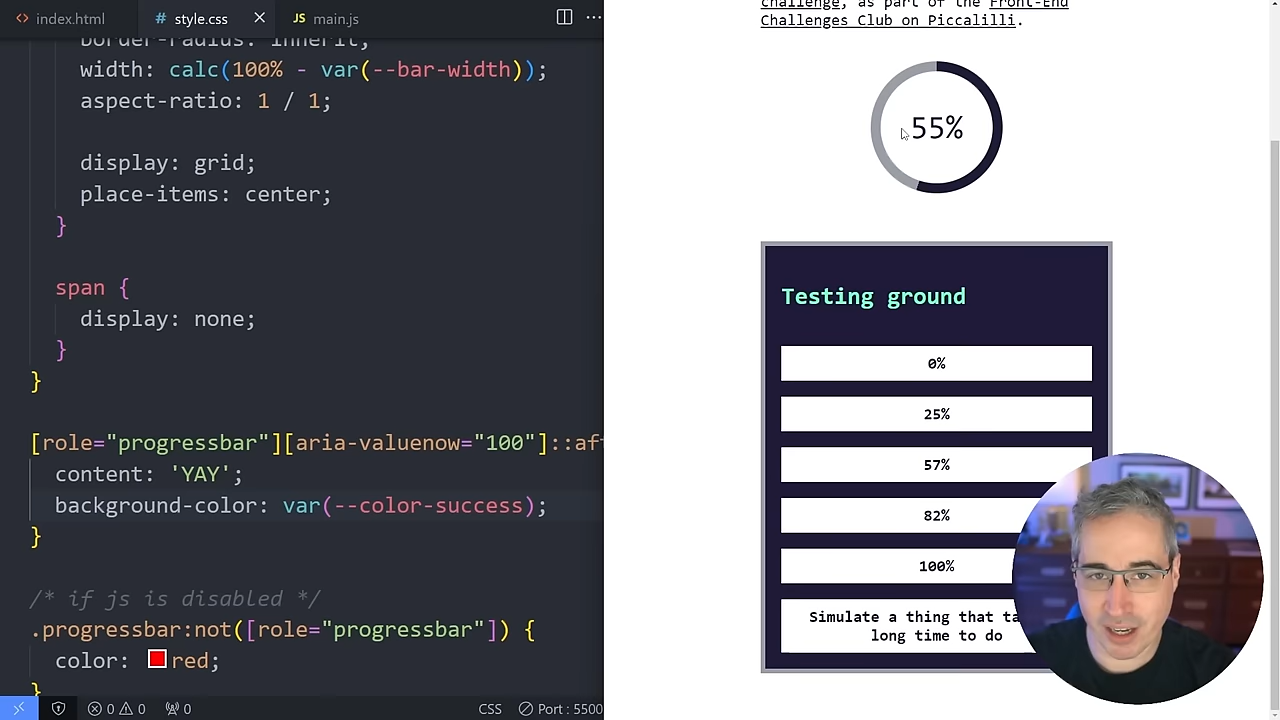 index.html
# style.css
JS main.js
border-radius: inherit;
width: calc(100% - var(--bar-width));
aspect-ratio: 1 / 1;
display: grid;
place-items: center;
}
span {
display: none;
}
}
[role="progressbar"][aria-valuenow="100"]::af
content: 'YAY';
background-color: var(--color-success);
}
/* if js is disabled */
.progressbar:not([role="progressbar"]) {
color: red;
}
0 0 0
CSS
Port : 5500
challenge, as part of the Front-End
Challenges Club on Piccalilli.
55%
Testing ground
0%
25%
57%
82%
100%
Simulate a thing that ta
long time to do